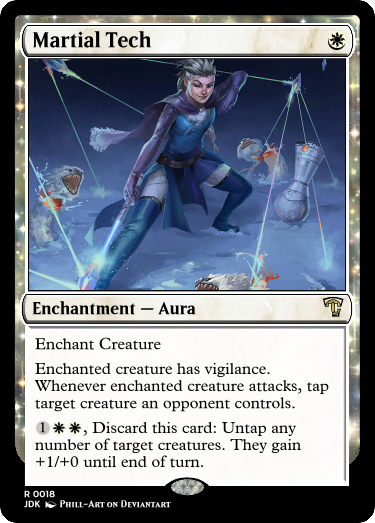 Martial Tech
Enchantment — Aura
Enchant Creature
Enchanted creature has vigilance.
Whenever enchanted creature attacks, tap
target creature an opponent controls.
1, Discard this card: Untap any
number of target creatures. They gain
+1/+0 until end of turn.
R 0018
JDK Phill-Art on Deviantart